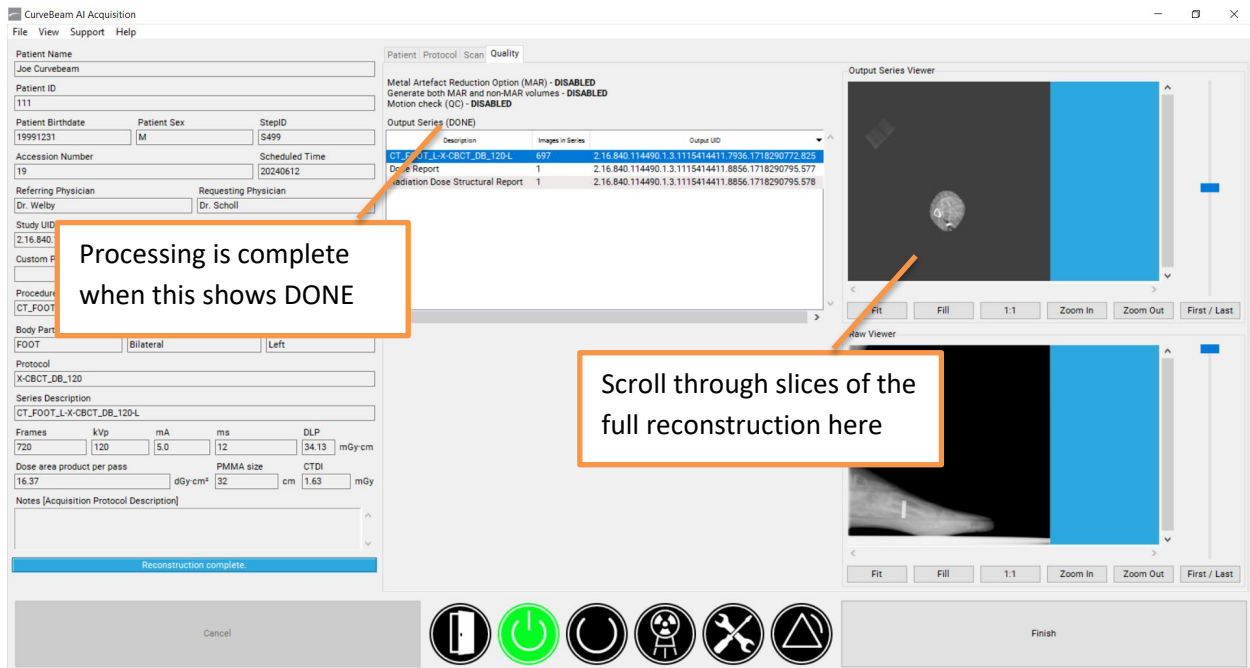 CurveBeam AI Acquisition
File View Support Help
Patient Name
Joe Curvebeam
Patient ID
111
Patient Birthdate Patient Sex StepID
19991231 M S499
Accession Number Scheduled Time
19 20240612
Referring Physician Requesting Physician
Dr. Welby Dr. Scholl
Study UID
2.16.840.
Custom P
Procedure
CT_FOOT
Body Part
FOOT Bilateral Left
Protocol
X-CBCT_DB_120
Series Description
CT_FOOT_L-X-CBCT_DB_120-L
Frames kVp mA ms DLP
720 120 5.0 12 34.13 mGy·cm
Dose area product per pass PMMA size CTDI
16.37 dGy·cm² 32 cm 1.63 mGy
Notes [Acquisition Protocol Description]
Reconstruction complete.
Cancel
Patient Protocol Scan Quality
Metal Artefact Reduction Option (MAR) - DISABLED
Generate both MAR and non-MAR volumes - DISABLED
Motion check (QC) - DISABLED
Output Series (DONE)
Description Images in Series Output UID
CT_FOOT_L-X-CBCT_DB_120-L 697 2.16.840.114490.1.3.1115414411.7936.1718290772.825
Dose Report 1 2.16.840.114490.1.3.1115414411.8856.1718290795.577
Radiation Dose Structural Report 1 2.16.840.114490.1.3.1115414411.8856.1718290795.578
Processing is complete
when this shows DONE
Output Series Viewer
Fit Fill 1:1 Zoom In Zoom Out First / Last
Raw Viewer
Scroll through slices of the
full reconstruction here
Fit Fill 1:1 Zoom In Zoom Out First / Last
Finish